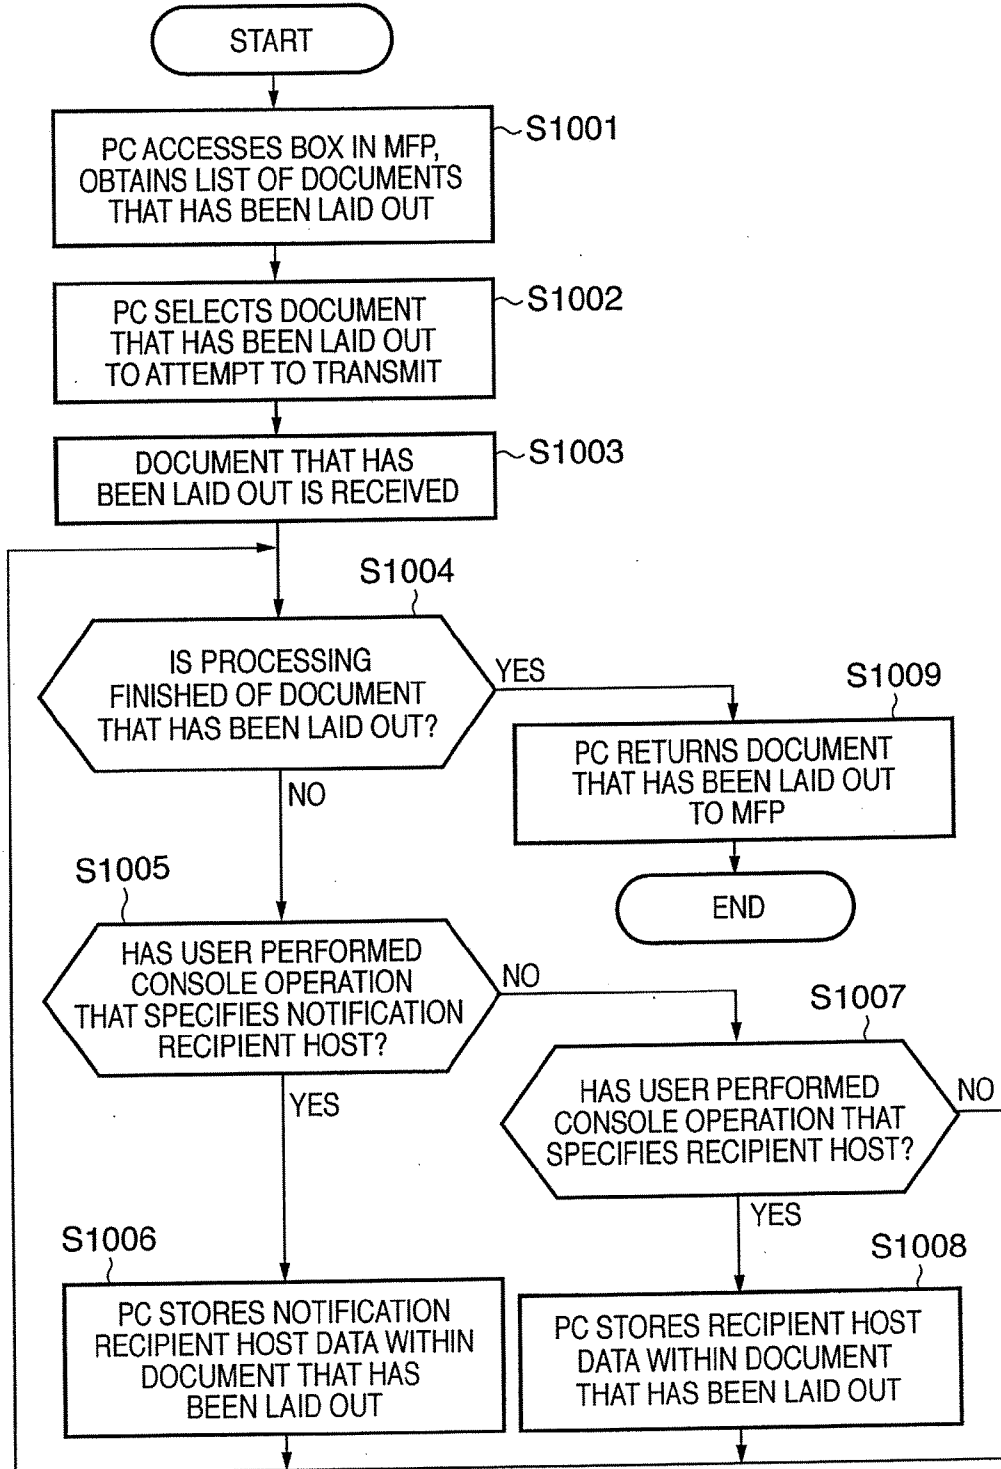 START
S1001
PC ACCESSES BOX IN MFP,
OBTAINS LIST OF DOCUMENTS
THAT HAS BEEN LAID OUT
S1002
PC SELECTS DOCUMENT
THAT HAS BEEN LAID OUT
TO ATTEMPT TO TRANSMIT
S1003
DOCUMENT THAT HAS
BEEN LAID OUT IS RECEIVED
S1004
IS PROCESSING
FINISHED OF DOCUMENT
THAT HAS BEEN LAID OUT?
YES
NO
S1009
PC RETURNS DOCUMENT
THAT HAS BEEN LAID OUT
TO MFP
END
S1005
HAS USER PERFORMED
CONSOLE OPERATION
THAT SPECIFIES NOTIFICATION
RECIPIENT HOST?
NO
YES
S1007
HAS USER PERFORMED
CONSOLE OPERATION THAT
SPECIFIES RECIPIENT HOST?
NO
YES
S1006
PC STORES NOTIFICATION
RECIPIENT HOST DATA WITHIN
DOCUMENT THAT HAS
BEEN LAID OUT
S1008
PC STORES RECIPIENT HOST
DATA WITHIN DOCUMENT
THAT HAS BEEN LAID OUT